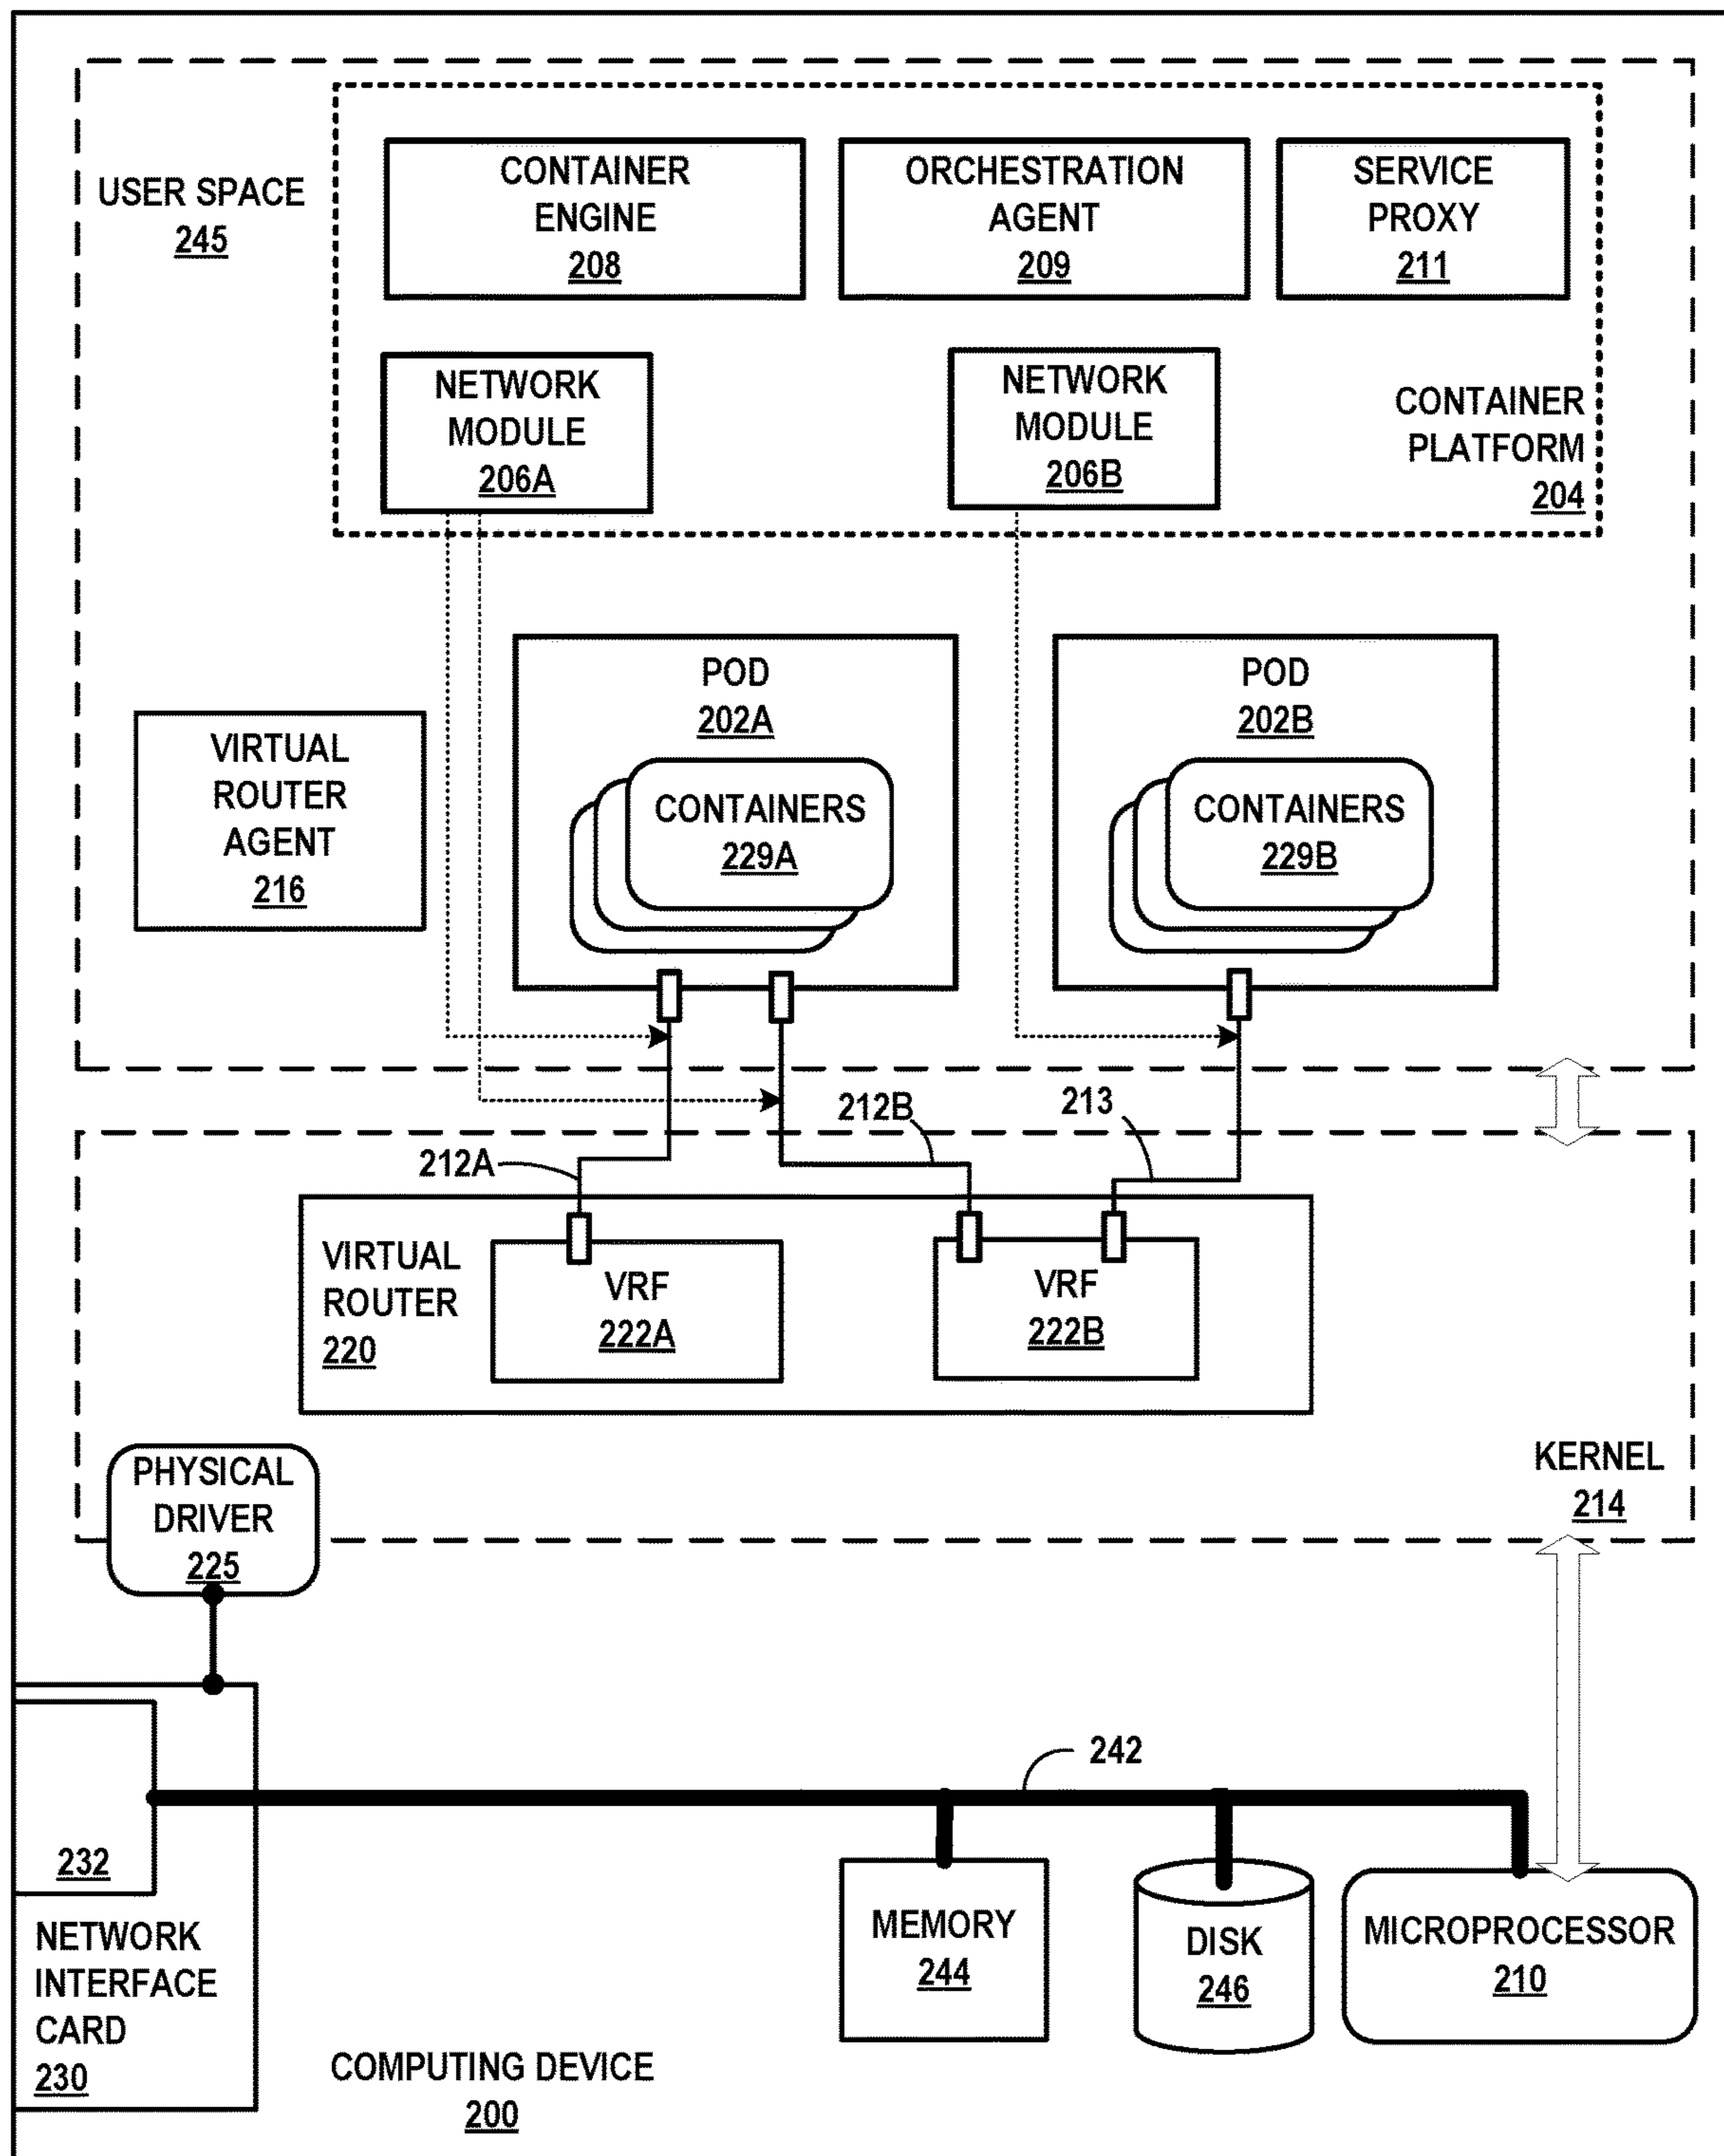 USER SPACE
245
CONTAINER
ENGINE
208
ORCHESTRATION
AGENT
209
SERVICE
PROXY
211
NETWORK
MODULE
206A
NETWORK
MODULE
206B
CONTAINER
PLATFORM
204
POD
202A
CONTAINERS
229A
POD
202B
CONTAINERS
229B
VIRTUAL
ROUTER
AGENT
216
212A
212B
213
VIRTUAL
ROUTER
220
VRF
222A
VRF
222B
KERNEL
214
PHYSICAL
DRIVER
225
242
232
NETWORK
INTERFACE
CARD
230
MEMORY
244
DISK
246
MICROPROCESSOR
210
COMPUTING DEVICE
200